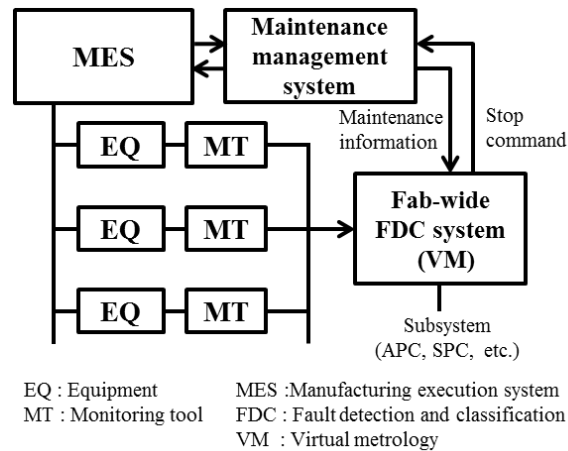 MES
Maintenance
management
system
Maintenance
information
Stop
command
EQ
MT
EQ
MT
EQ
MT
Fab-wide
FDC system
(VM)
Subsystem
(APC, SPC, etc.)
EQ : Equipment
MT : Monitoring tool
MES :Manufacturing execution system
FDC : Fault detection and classification
VM : Virtual metrology